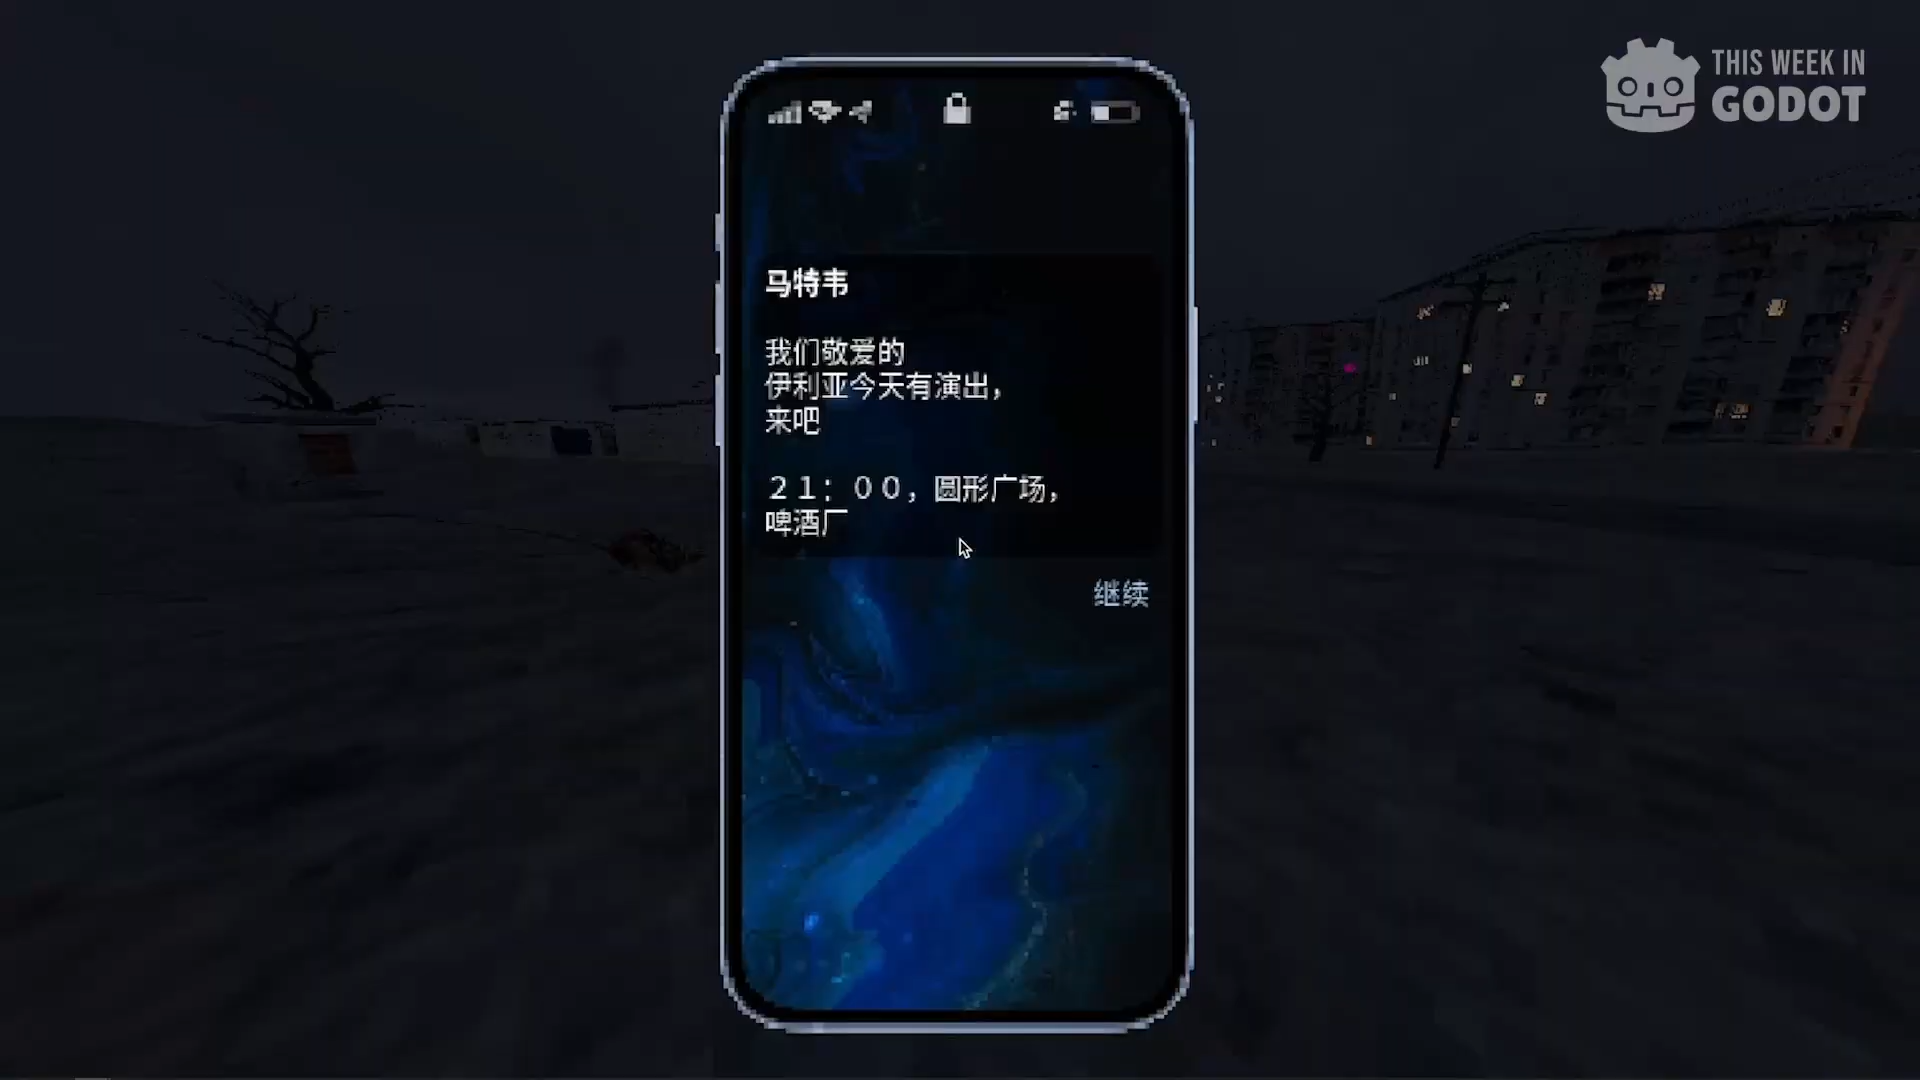 THIS WEEK IN
GODOT
马特韦
我们敬爱的
伊利亚今天有演出，
来吧
２１：００，圆形广场，
啤酒厂
继续